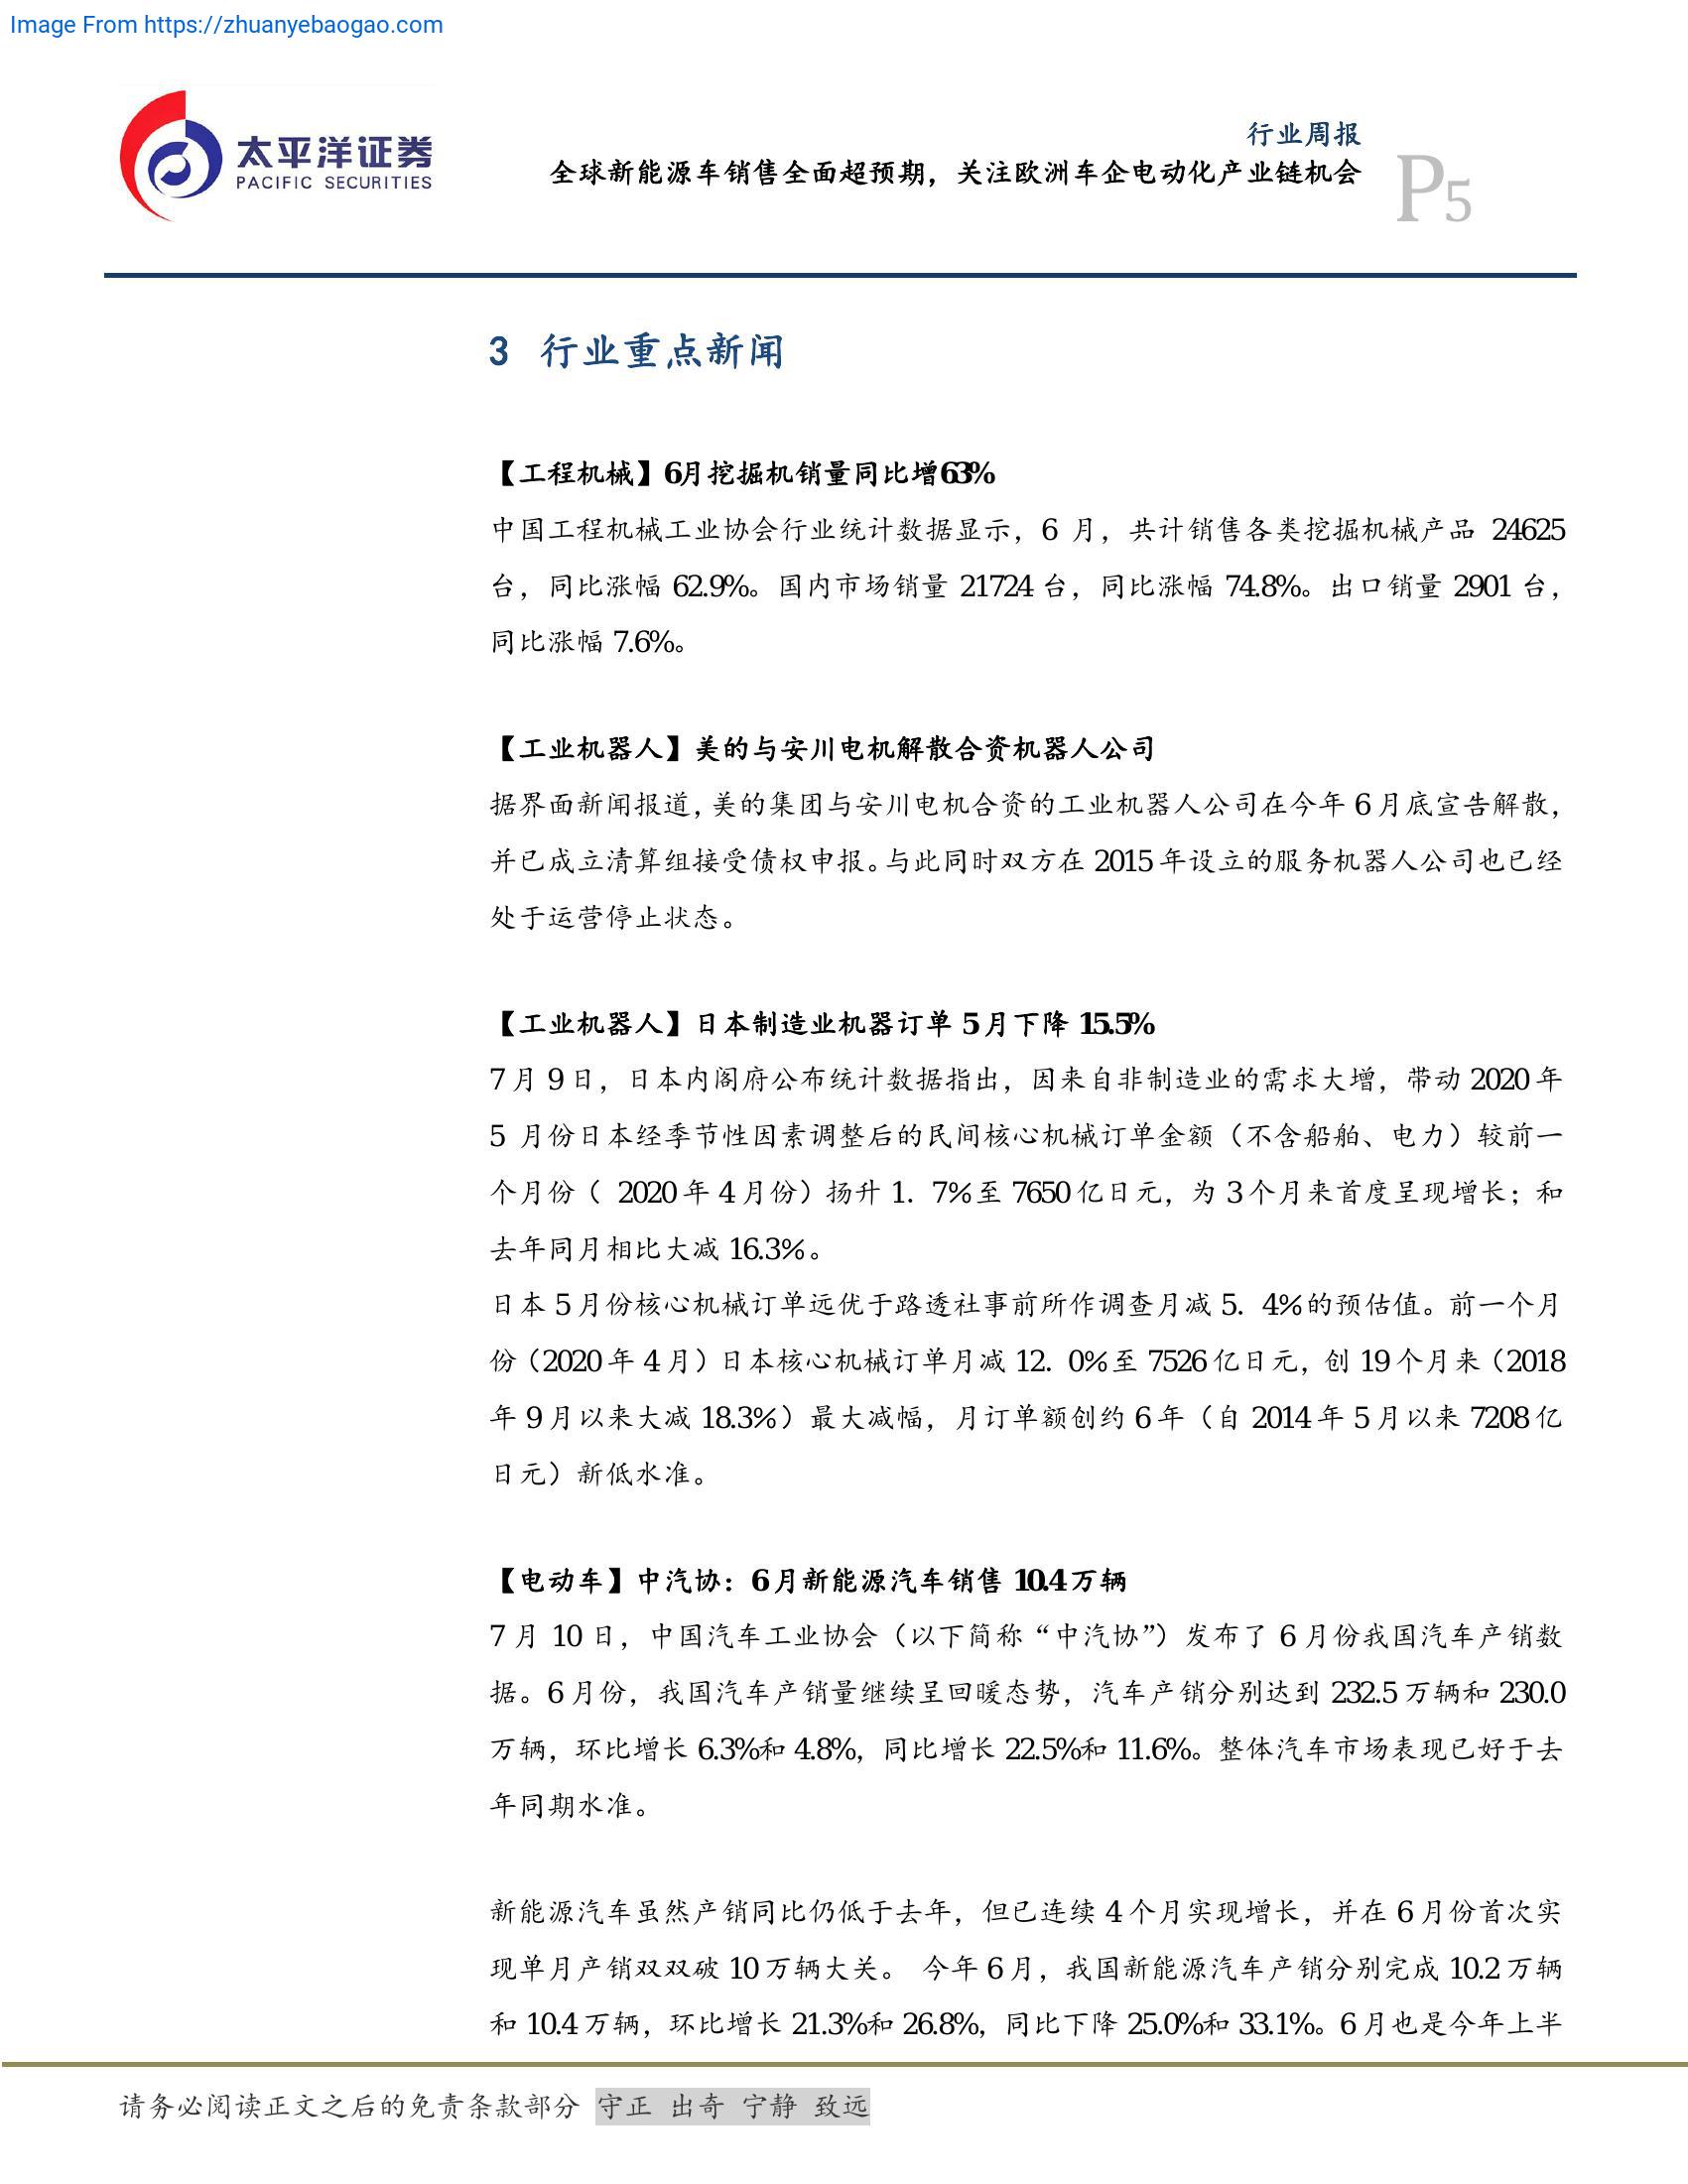 Image From https://zhuanyebaogao.com
太平洋证券
PACIFIC SECURITIES
行业周报
全球新能源车销售全面超预期，关注欧洲车企电动化产业链机会
P5
3 行业重点新闻
【工程机械】6月挖掘机销量同比增63%
中国工程机械工业协会行业统计数据显示，6 月，共计销售各类挖掘机械产品 24625
台，同比涨幅 62.9%。国内市场销量 21724 台，同比涨幅 74.8%。出口销量 2901 台，
同比涨幅 7.6%。
【工业机器人】美的与安川电机解散合资机器人公司
据界面新闻报道，美的集团与安川电机合资的工业机器人公司在今年 6 月底宣告解散，
并已成立清算组接受债权申报。与此同时双方在 2015 年设立的服务机器人公司也已经
处于运营停止状态。
【工业机器人】日本制造业机器订单 5 月下降 15.5%
7 月 9 日，日本内阁府公布统计数据指出，因来自非制造业的需求大增，带动 2020 年
5 月份日本经季节性因素调整后的民间核心机械订单金额（不含船舶、电力）较前一
个月份（ 2020 年 4 月份）扬升 1. 7% 至 7650 亿日元，为 3 个月来首度呈现增长；和
去年同月相比大减 16.3% 。
日本 5 月份核心机械订单远优于路透社事前所作调查月减 5. 4% 的预估值。前一个月
份（2020 年 4 月）日本核心机械订单月减 12. 0% 至 7526 亿日元，创 19 个月来（2018
年 9 月以来大减 18.3%）最大减幅，月订单额创约 6 年（自 2014 年 5 月以来 7208 亿
日元）新低水准。
【电动车】中汽协：6 月新能源汽车销售 10.4 万辆
7 月 10 日，中国汽车工业协会（以下简称“中汽协”）发布了 6 月份我国汽车产销数
据。6 月份，我国汽车产销量继续呈回暖态势，汽车产销分别达到 232.5 万辆和 230.0
万辆，环比增长 6.3%和 4.8%，同比增长 22.5%和 11.6%。整体汽车市场表现已好于去
年同期水准。
新能源汽车虽然产销同比仍低于去年，但已连续 4 个月实现增长，并在 6 月份首次实
现单月产销双双破 10 万辆大关。 今年 6 月，我国新能源汽车产销分别完成 10.2 万辆
和 10.4 万辆，环比增长 21.3%和 26.8%，同比下降 25.0%和 33.1%。6 月也是今年上半
请务必阅读正文之后的免责条款部分 守正 出奇 宁静 致远